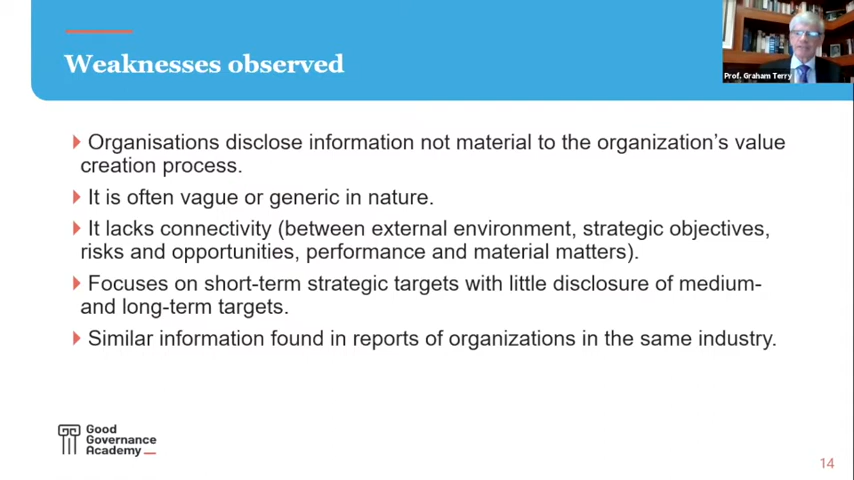 Weaknesses observed
Prof. Graham Terry
Organisations disclose information not material to the organization's value
creation process.
It is often vague or generic in nature.
It lacks connectivity (between external environment, strategic objectives,
risks and opportunities, performance and material matters).
Focuses on short-term strategic targets with little disclosure of medium-
and long-term targets.
Similar information found in reports of organizations in the same industry.
Good
Governance
Academy
14